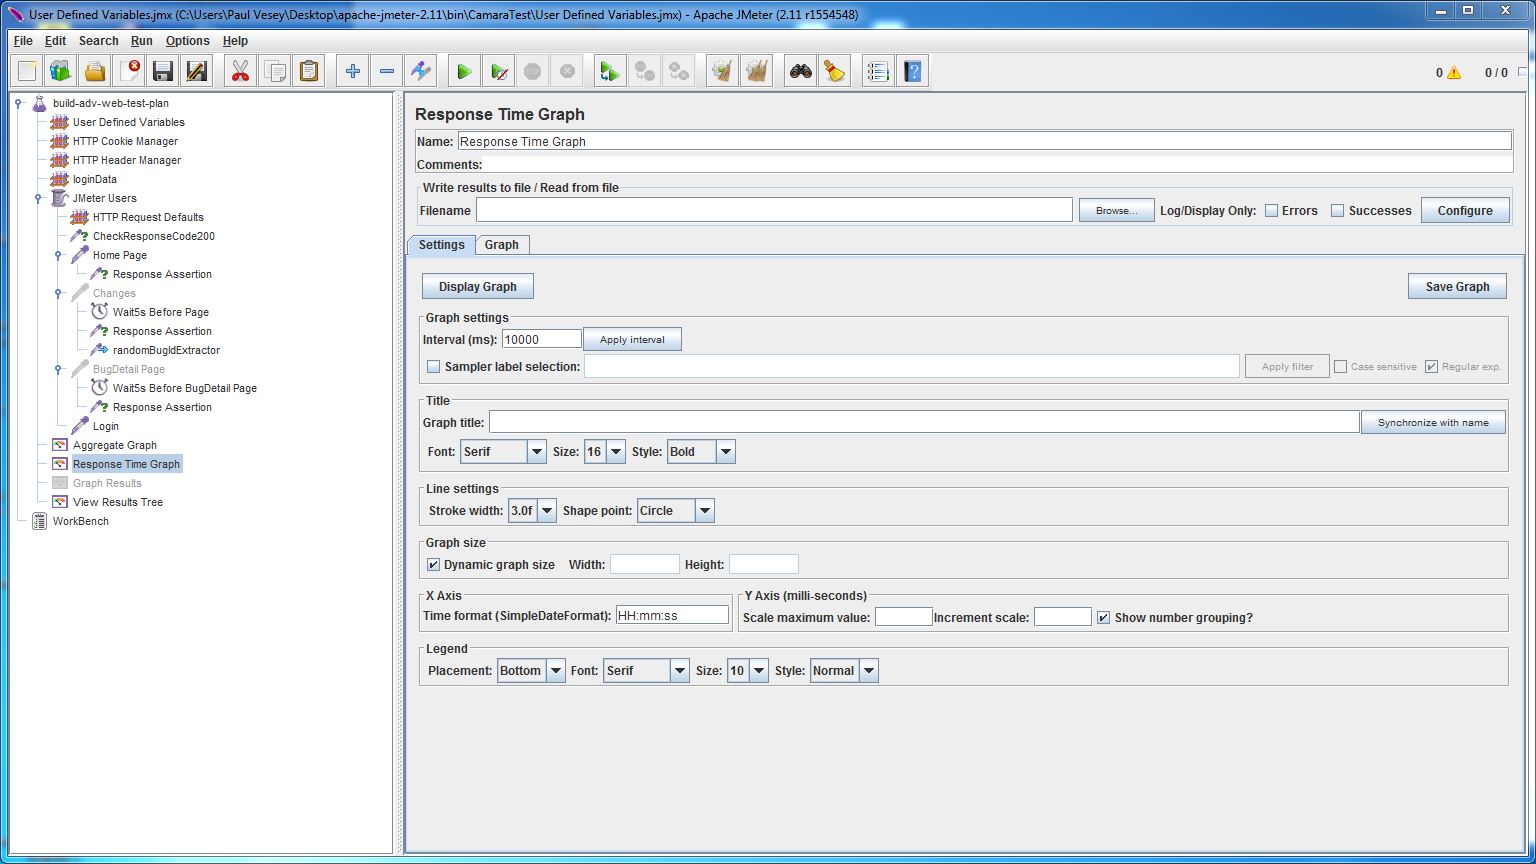 User Defined Variables.jmx (C:\Users\Paul Vesey\Desktop\apache-jmeter-2.11\bin\CamaraTest\User Defined Variables.jmx) - Apache JMeter (2.11 r1554548)
File Edit Search Run Options Help
0 0 / 0
build-adv-web-test-plan
User Defined Variables
HTTP Cookie Manager
HTTP Header Manager
loginData
JMeter Users
HTTP Request Defaults
CheckResponseCode200
Home Page
Response Assertion
Changes
Wait5s Before Page
Response Assertion
randomBugIdExtractor
BugDetail Page
Wait5s Before BugDetail Page
Response Assertion
Login
Aggregate Graph
Response Time Graph
Graph Results
View Results Tree
WorkBench
Response Time Graph
Name: Response Time Graph
Comments:
Write results to file / Read from file
Filename Browse... Log/Display Only: Errors Successes Configure
Settings Graph
Display Graph Save Graph
Graph settings
Interval (ms): 10000 Apply interval
Sampler label selection: Apply filter Case sensitive Regular exp.
Title
Graph title: Synchronize with name
Font: Serif Size: 16 Style: Bold
Line settings
Stroke width: 3.0f Shape point: Circle
Graph size
Dynamic graph size Width: Height:
X Axis
Time format (SimpleDateFormat): HH:mm:ss
Y Axis (milli-seconds)
Scale maximum value: Increment scale: Show number grouping?
Legend
Placement: Bottom Font: Serif Size: 10 Style: Normal